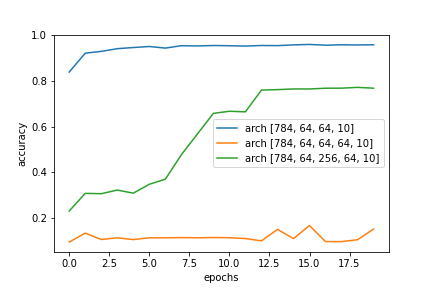 1.0
0.8
0.6
0.4
0.2
accuracy
arch [784, 64, 64, 10]
arch [784, 64, 64, 64, 10]
arch [784, 64, 256, 64, 10]
0.0 2.5 5.0 7.5 10.0 12.5 15.0 17.5
epochs